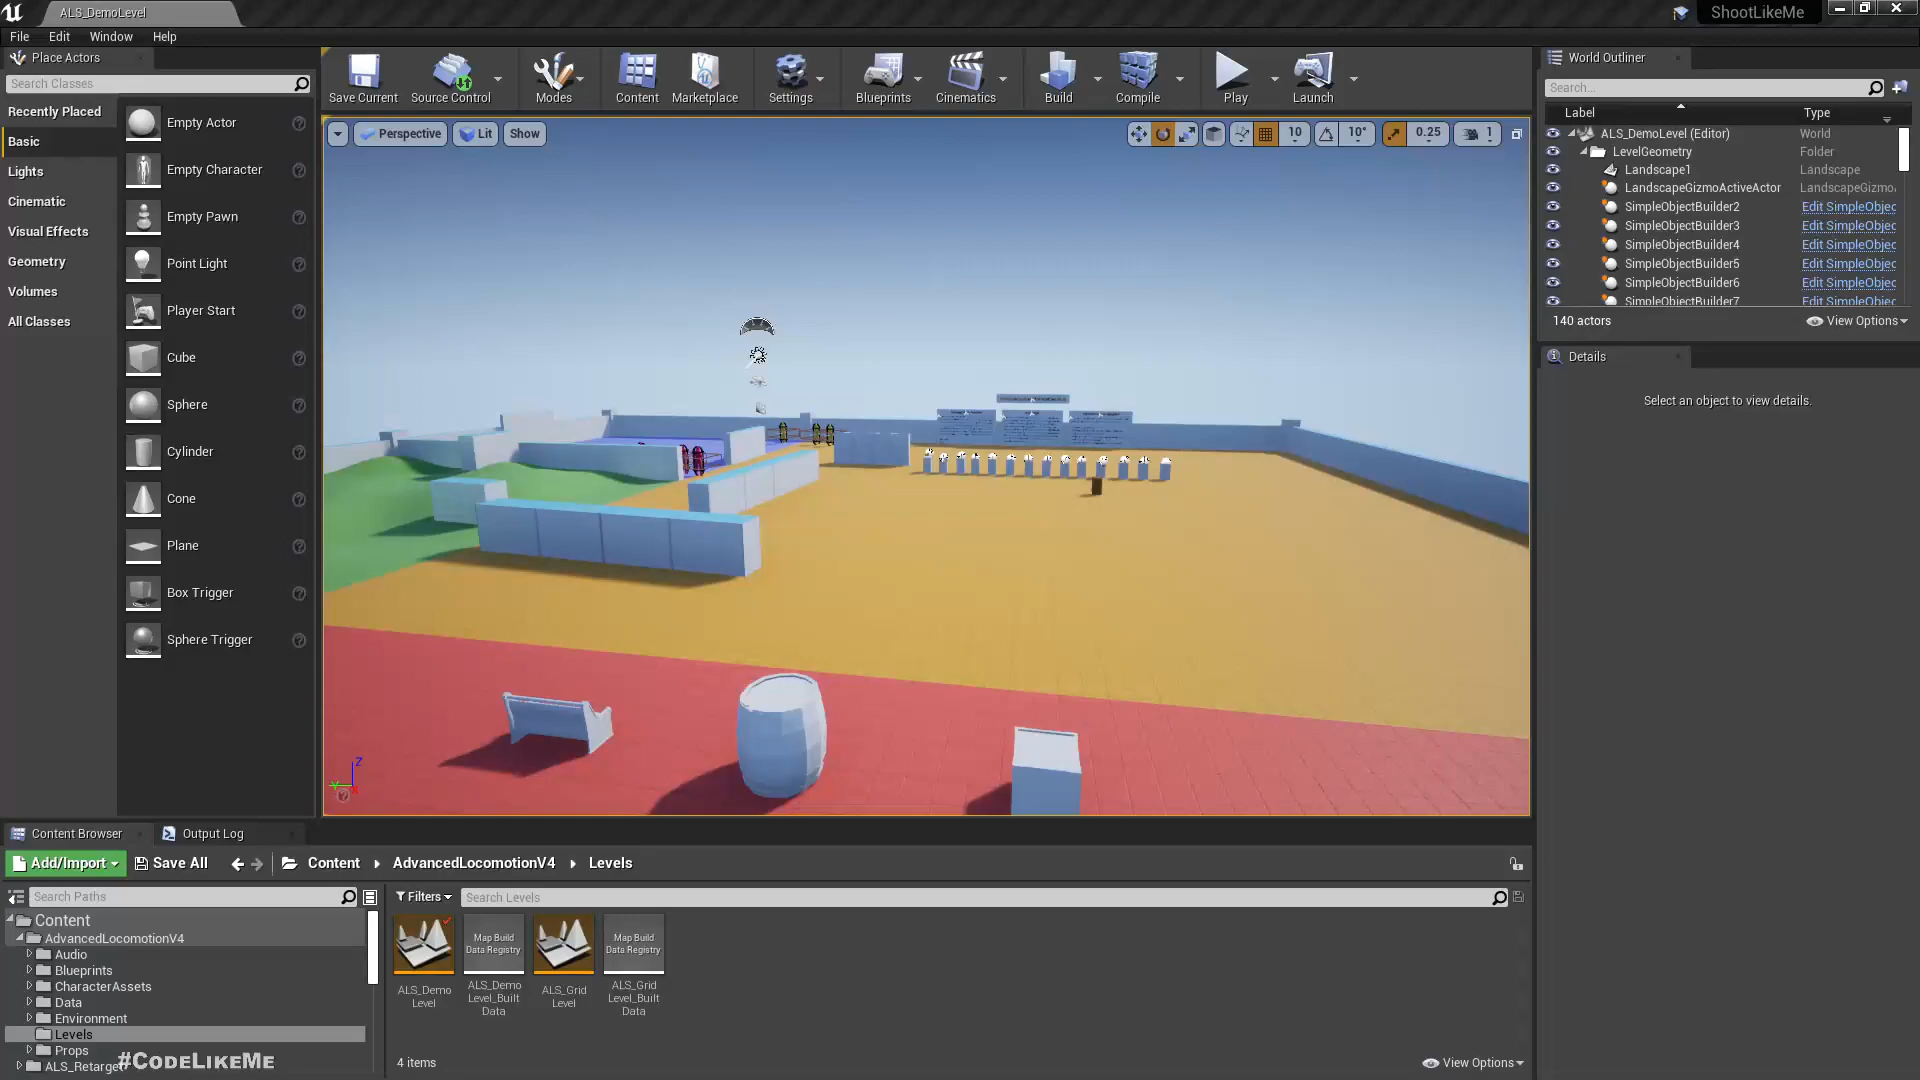 ALS_DemoLevel
ShootLikeMe
File Edit Window Help
Place Actors
Search Classes
Recently Placed
Basic
Lights
Cinematic
Visual Effects
Geometry
Volumes
All Classes
Empty Actor
Empty Character
Empty Pawn
Point Light
Player Start
Cube
Sphere
Cylinder
Cone
Plane
Box Trigger
Sphere Trigger
Save Current
Source Control
Modes
Content
Marketplace
Settings
Blueprints
Cinematics
Build
Compile
Play
Launch
Perspective
Lit
Show
10
10°
0.25
1
Z
World Outliner
Search...
Label Type
ALS_DemoLevel (Editor) World
LevelGeometry Folder
Landscape1 Landscape
LandscapeGizmoActiveActor LandscapeGizmo
SimpleObjectBuilder2 Edit SimpleObjec
SimpleObjectBuilder3 Edit SimpleObjec
SimpleObjectBuilder4 Edit SimpleObjec
SimpleObjectBuilder5 Edit SimpleObjec
SimpleObjectBuilder6 Edit SimpleObjec
SimpleObjectBuilder7 Edit SimpleObjec
140 actors View Options
Details
Select an object to view details.
Content Browser
Output Log
Add/Import
Save All
Content
AdvancedLocomotionV4
Levels
Search Paths
Filters
Search Levels
Content
AdvancedLocomotionV4
Audio
Blueprints
CharacterAssets
Data
Environment
Levels
Props
ALS_Retarget
#CodeLikeMe
ALS_Demo
Level
Map Build
Data Registry
ALS_Demo
Level_Built
Data
ALS_Grid
Level
Map Build
Data Registry
ALS_Grid
Level_Built
Data
4 items
View Options